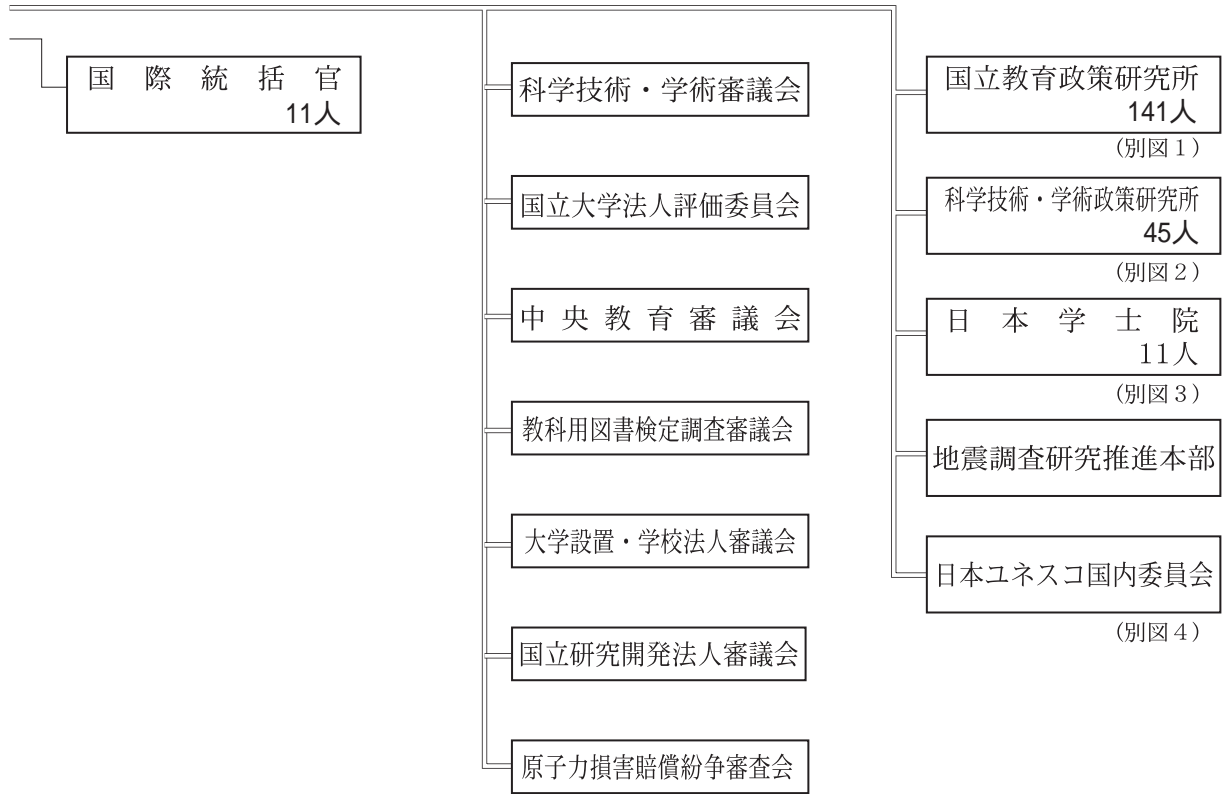 国際統括官
11人
科学技術・学術審議会
国立大学法人評価委員会
中央教育審議会
教科用図書検定調査審議会
大学設置・学校法人審議会
国立研究開発法人審議会
原子力損害賠償紛争審査会
国立教育政策研究所
141人
（別図１）
科学技術・学術政策研究所
45人
（別図２）
日本学士院
11人
（別図３）
地震調査研究推進本部
日本ユネスコ国内委員会
（別図４）